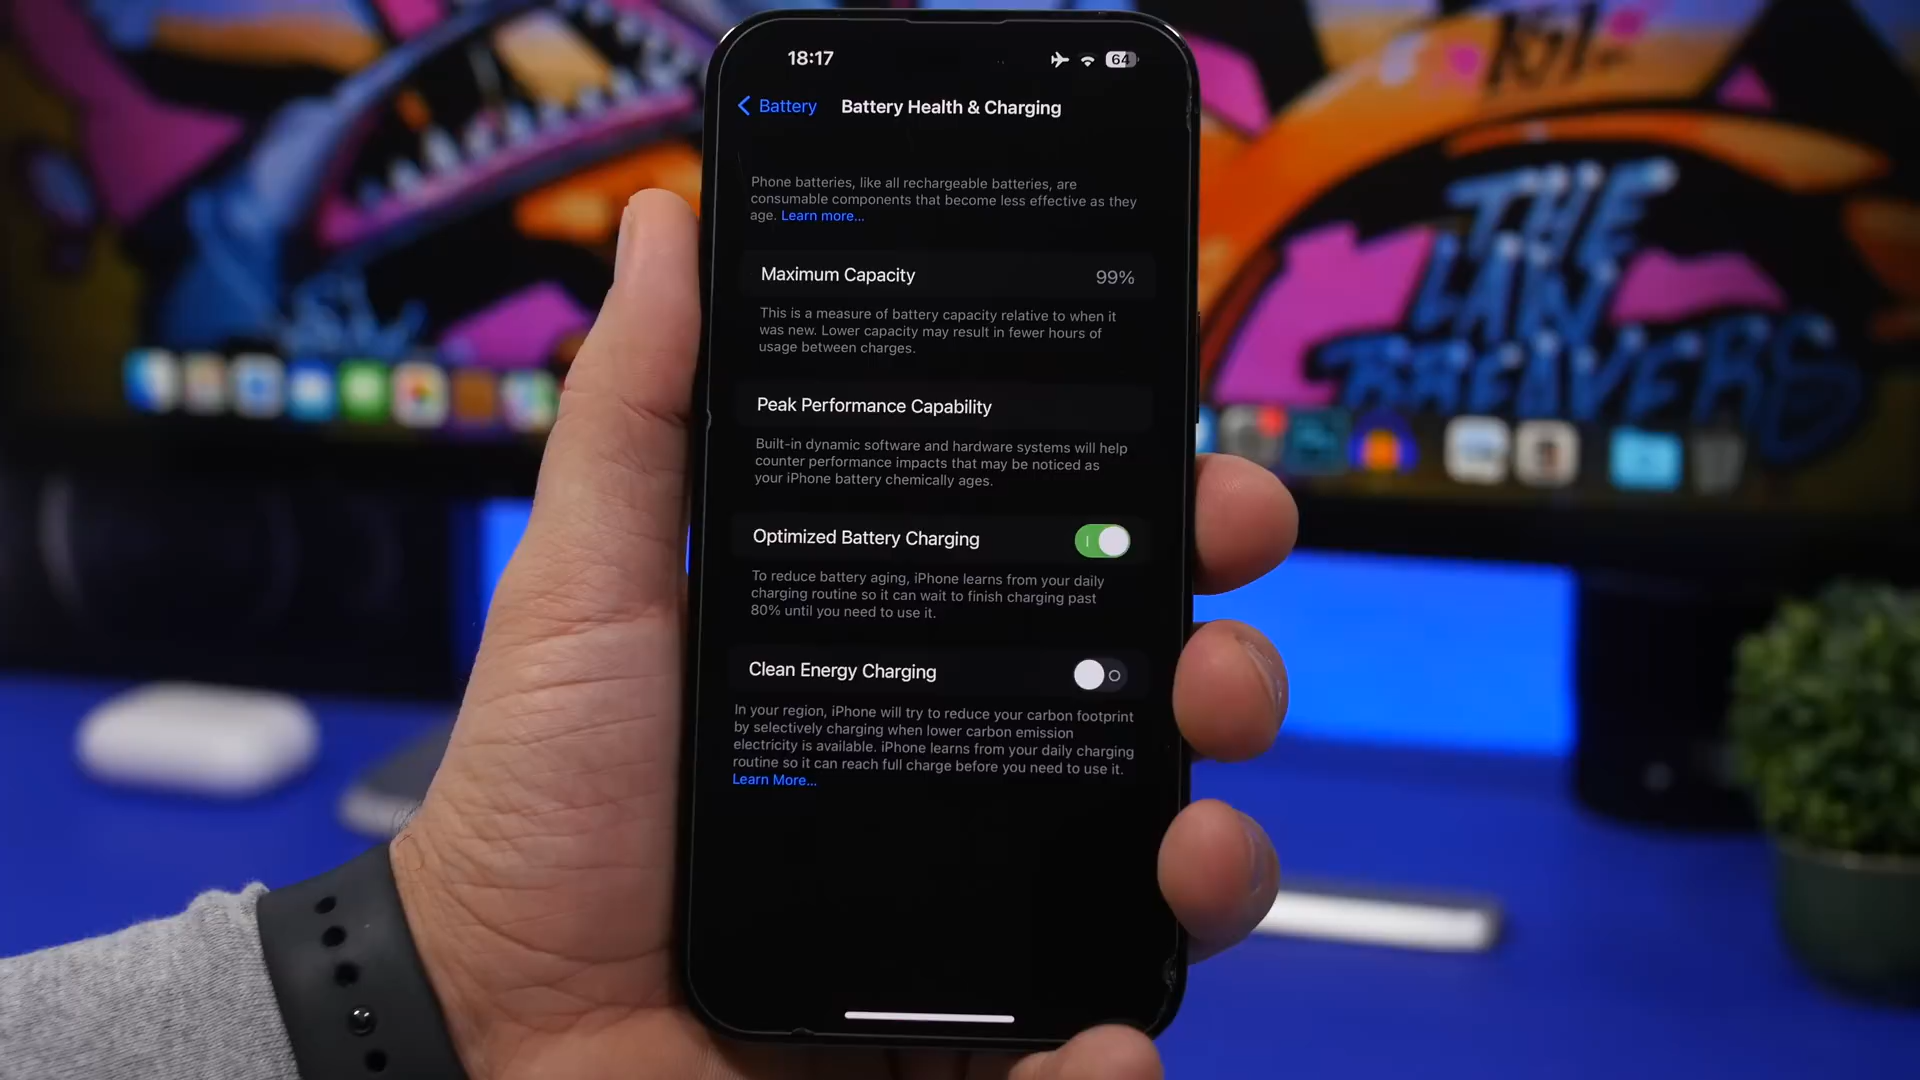 18:17
64
Battery
Battery Health & Charging
Phone batteries, like all rechargeable batteries, are
consumable components that become less effective as they
age. Learn more...
Maximum Capacity 99%
This is a measure of battery capacity relative to when it
was new. Lower capacity may result in fewer hours of
usage between charges.
Peak Performance Capability
Built-in dynamic software and hardware systems will help
counter performance impacts that may be noticed as
your iPhone battery chemically ages.
Optimized Battery Charging
To reduce battery aging, iPhone learns from your daily
charging routine so it can wait to finish charging past
80% until you need to use it.
Clean Energy Charging
In your region, iPhone will try to reduce your carbon footprint
by selectively charging when lower carbon emission
electricity is available. iPhone learns from your daily charging
routine so it can reach full charge before you need to use it.
Learn More...
THE
LAW
BREAKERS